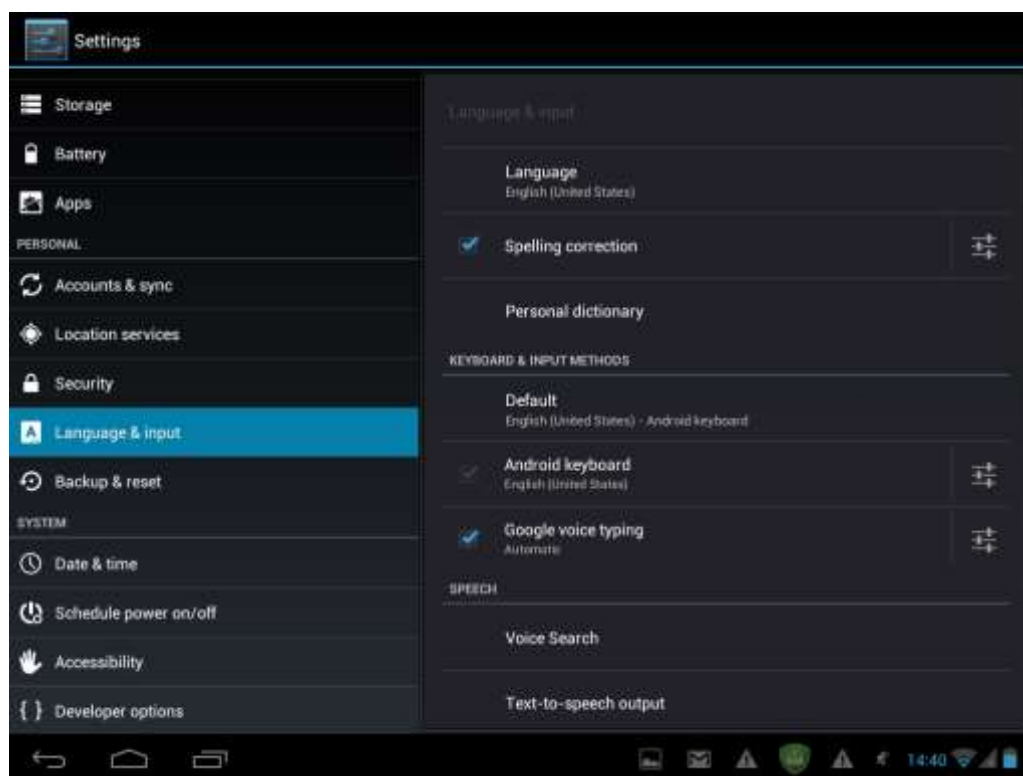 Settings
Storage
Battery
Apps
PERSONAL
Accounts & sync
Location services
Security
Language & input
Backup & reset
SYSTEM
Date & time
Schedule power on/off
Accessibility
{ } Developer options
Language & input
Language
English (United States)
Spelling correction
Personal dictionary
KEYBOARD & INPUT METHODS
Default
English (United States) - Android keyboard
Android keyboard
English (United States)
Google voice typing
Automatic
SPEECH
Voice Search
Text-to-speech output
14:40